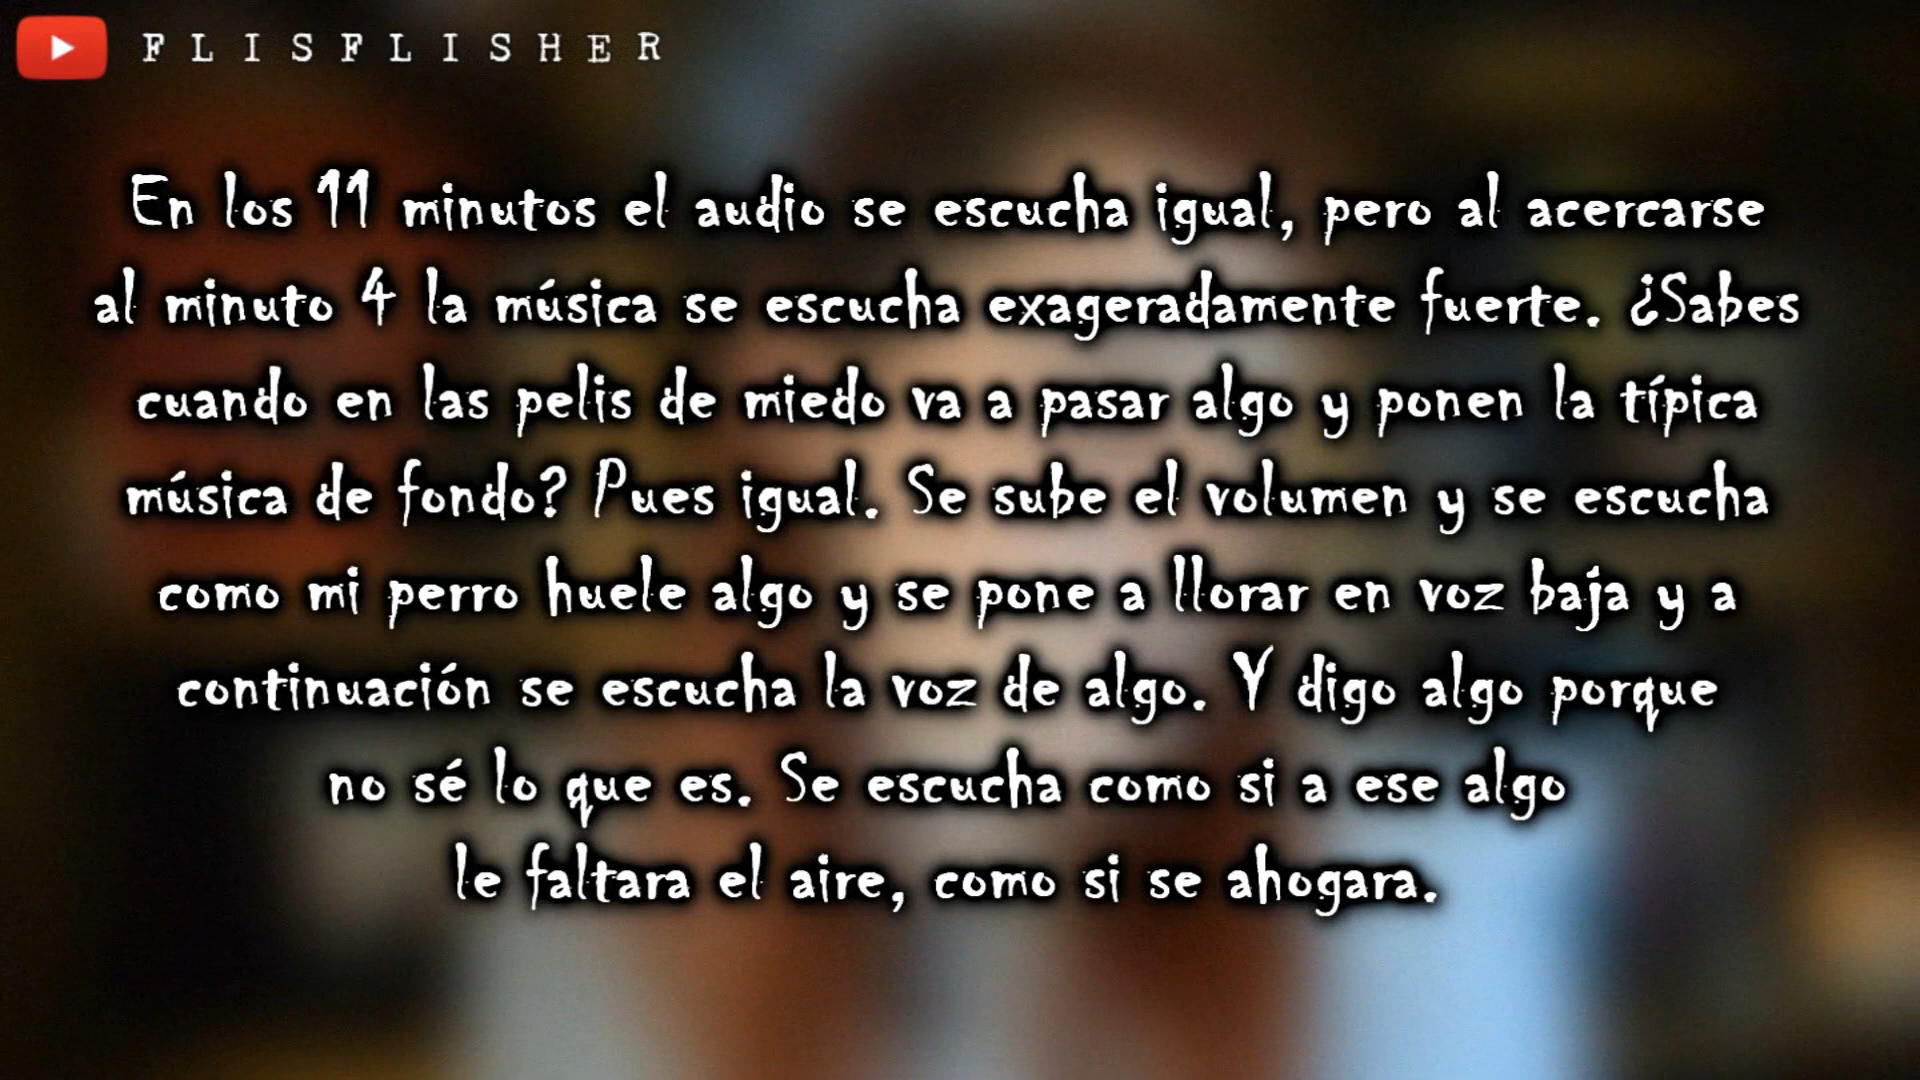 FLISFLISHER
En los 11 minutos el audio se escucha igual, pero al acercarse
al minuto 4 la música se escucha exageradamente fuerte. ¿Sabes
cuando en las pelis de miedo va a pasar algo y ponen la típica
música de fondo? Pues igual. Se sube el volumen y se escucha
como mi perro huele algo y se pone a llorar en voz baja y a
continuación se escucha la voz de algo. Y digo algo porque
no sé lo que es. Se escucha como si a ese algo
le faltara el aire, como si se ahogara.